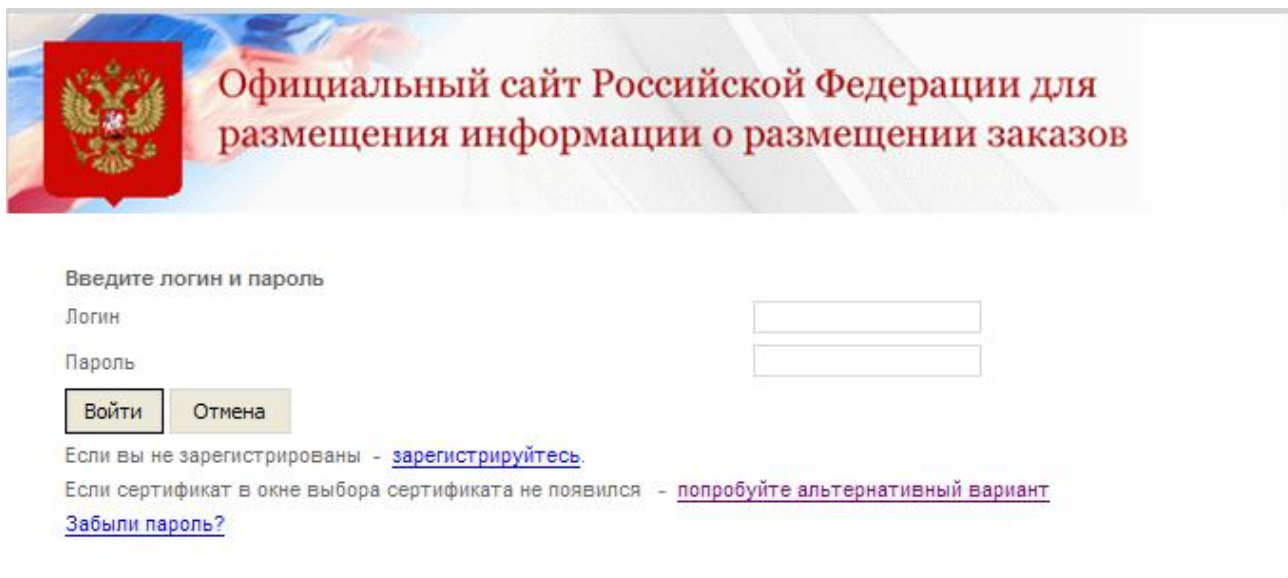 Официальный сайт Российской Федерации для
размещения информации о размещении заказов
Введите логин и пароль
Логин
Пароль
Войти Отмена
Если вы не зарегистрированы - зарегистрируйтесь.
Если сертификат в окне выбора сертификата не появился - попробуйте альтернативный вариант
Забыли пароль?